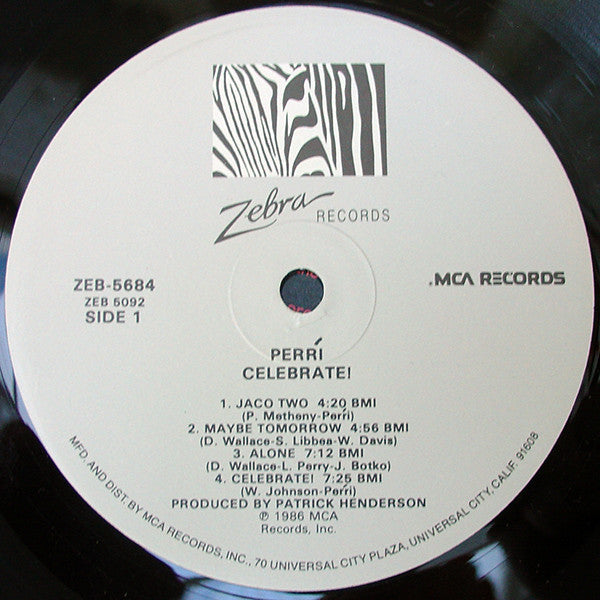 Zebra RECORDS
ZEB-5684
ZEB 5092
SIDE 1
.MCA RECORDS
PERRÍ
CELEBRATE!
1. JACO TWO 4:20 BMI
(P. Metheny-Perrí)
2. MAYBE TOMORROW 4:56 BMI
(D. Wallace-S. Libbea-W. Davis)
3. ALONE 7:12 BMI
(D. Wallace-L. Perry-J. Botko)
4. CELEBRATE! 7:25 BMI
(W. Johnson-Perrí)
PRODUCED BY PATRICK HENDERSON
℗ 1986 MCA
Records, Inc.
MFD. AND DIST. BY MCA RECORDS, INC., 70 UNIVERSAL CITY PLAZA, UNIVERSAL CITY, CALIF. 91608